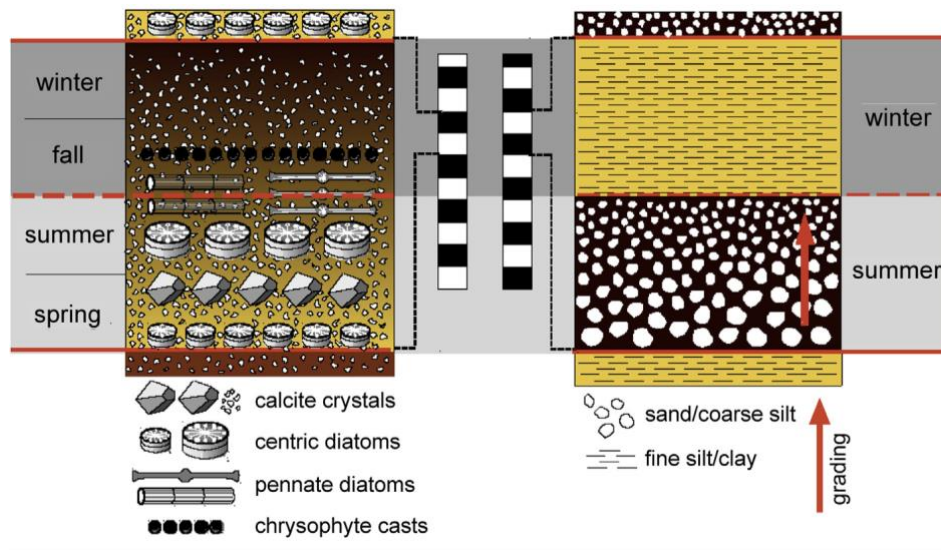 winter
fall
summer
spring
winter
summer
calcite crystals
centric diatoms
pennate diatoms
chrysophyte casts
sand/coarse silt
fine silt/clay
grading